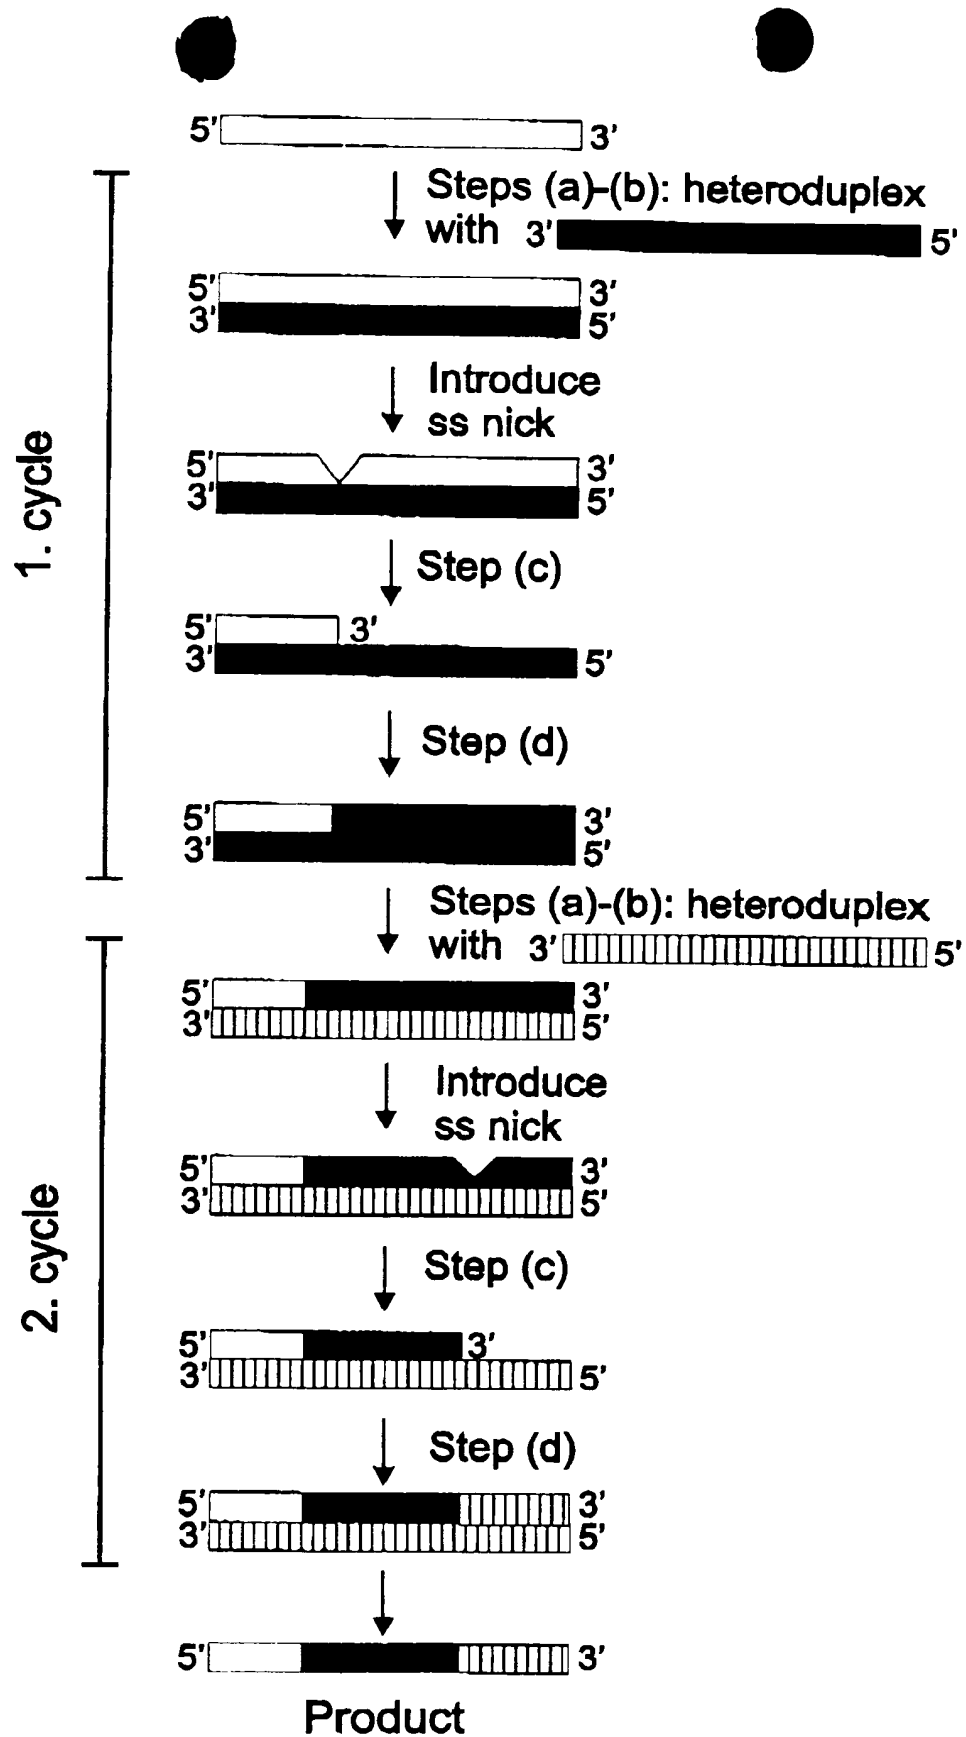 5' 3'
Steps (a)-(b): heteroduplex
with 3' 5'
5' 3'
3' 5'
Introduce
ss nick
5' 3'
3' 5'
Step (c)
5' 3'
3' 5'
Step (d)
5' 3'
3' 5'
1. cycle
Steps (a)-(b): heteroduplex
with 3' 5'
5' 3'
3' 5'
Introduce
ss nick
5' 3'
3' 5'
Step (c)
5' 3'
3' 5'
Step (d)
5' 3'
3' 5'
2. cycle
5' 3'
Product